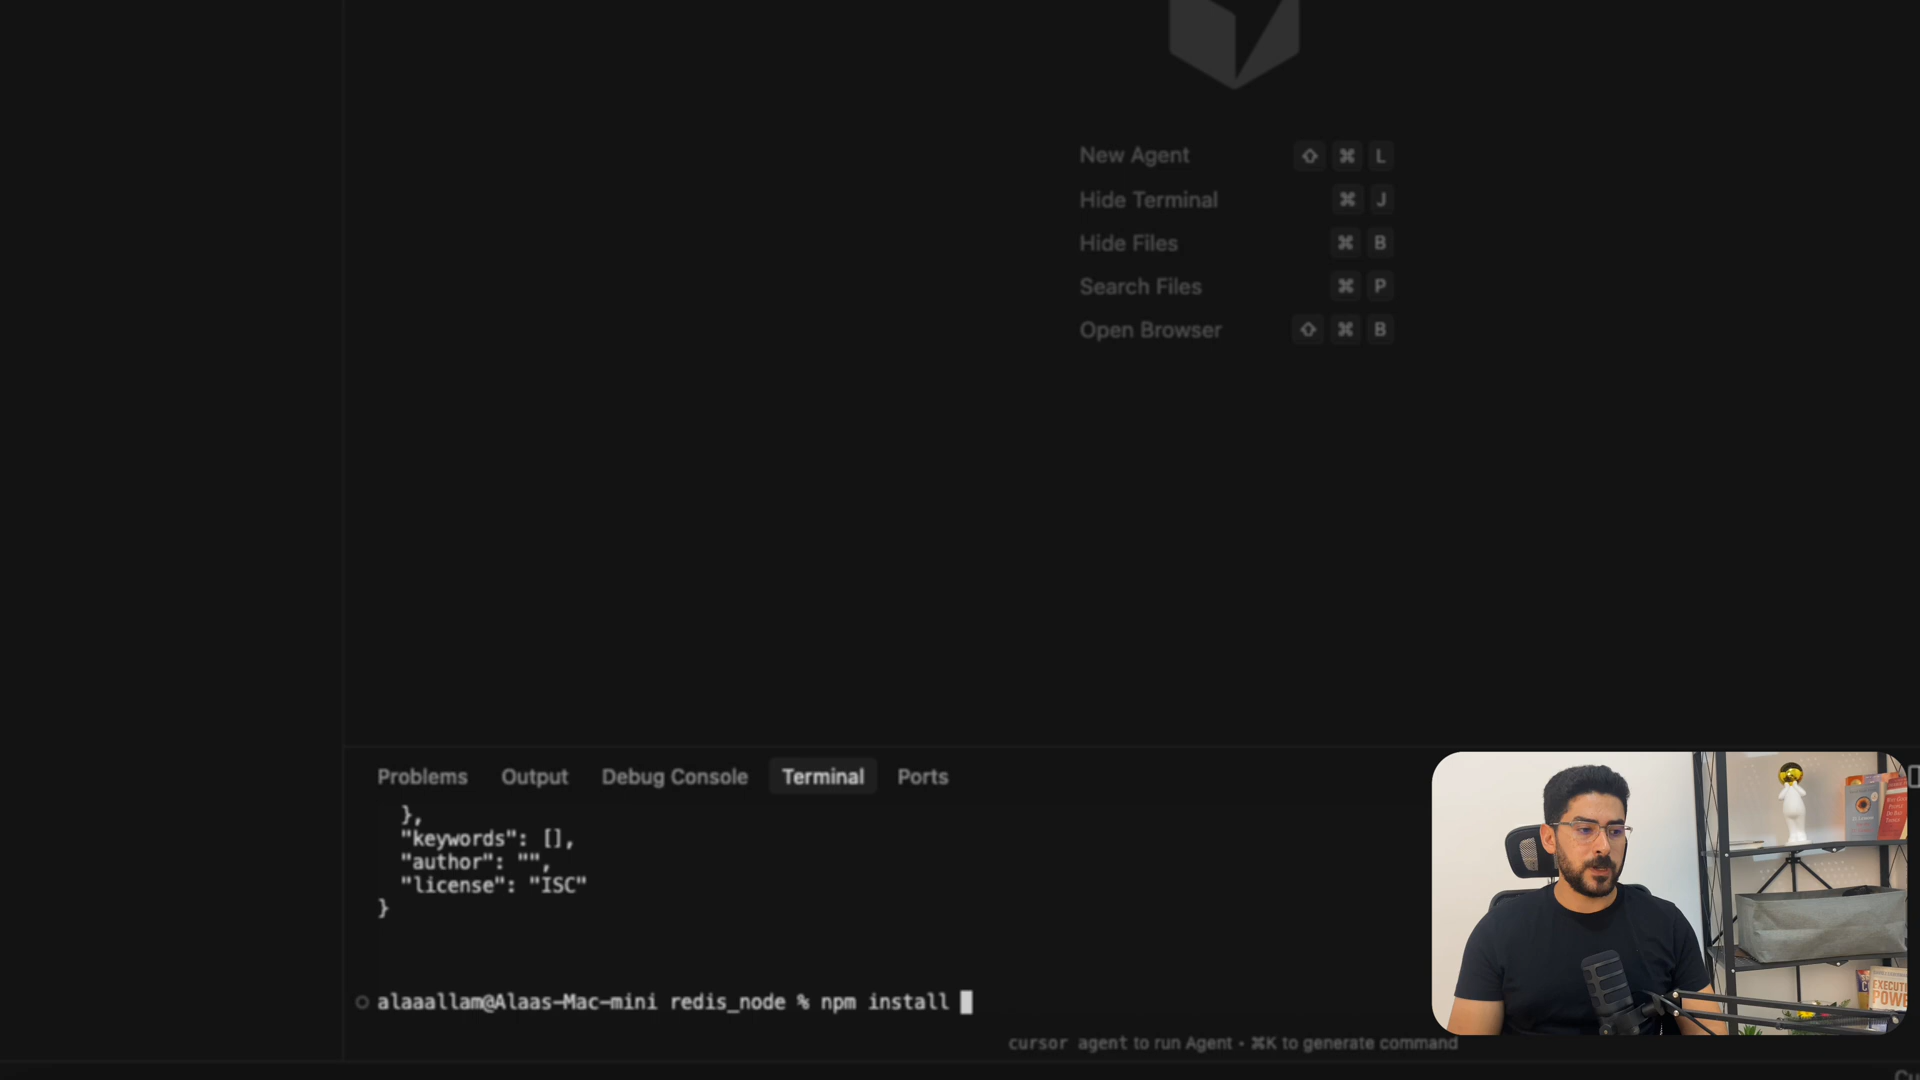 New Agent ⇧ ⌘ L
Hide Terminal ⌘ J
Hide Files ⌘ B
Search Files ⌘ P
Open Browser ⇧ ⌘ B
Problems Output Debug Console Terminal Ports
},
"keywords": [],
"author": "",
"license": "ISC"
}
alaaallam@Alaas-Mac-mini redis_node % npm install
cursor agent to run Agent • ⌘K to generate command